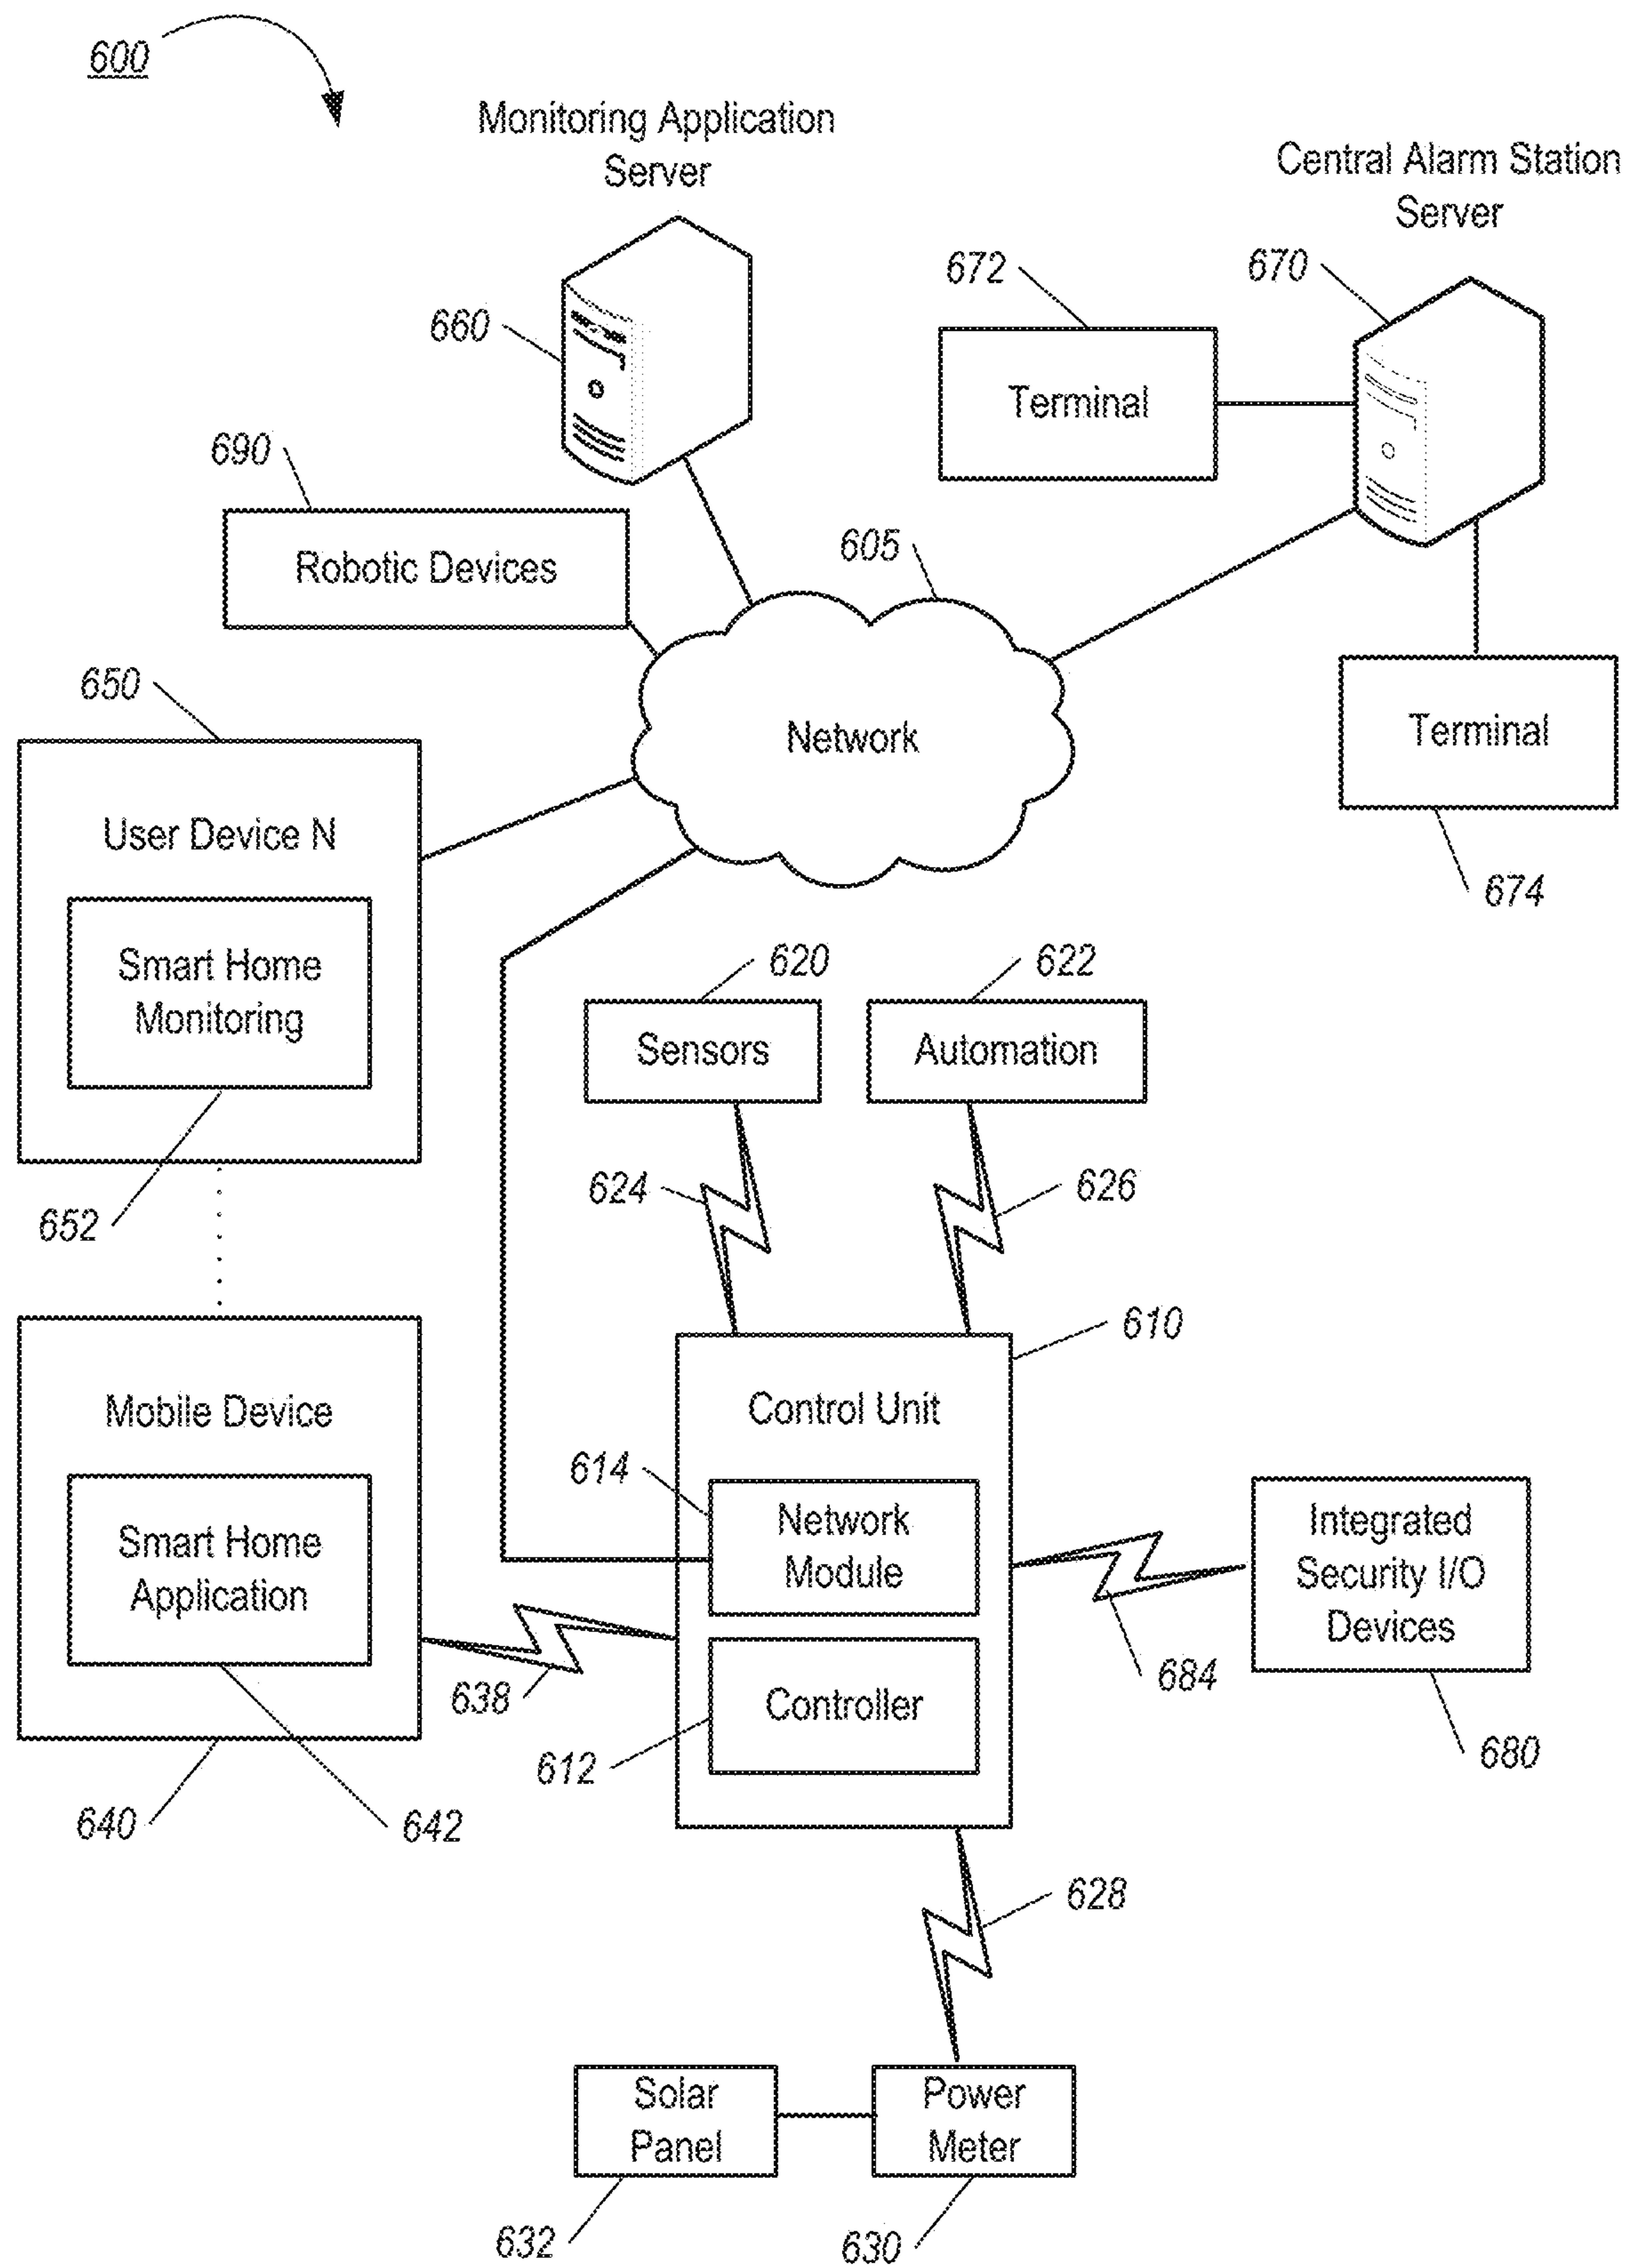 600
Monitoring Application
Server
Central Alarm Station
Server
672
670
660
Terminal
690
605
Robotic Devices
650
Network
Terminal
User Device N
674
Smart Home
Monitoring
620
622
Sensors
Automation
652
624
626
610
Mobile Device
Control Unit
614
Smart Home
Application
Network
Module
Integrated
Security I/O
Devices
638
684
Controller
612
680
640
642
628
Solar
Panel
Power
Meter
632
630